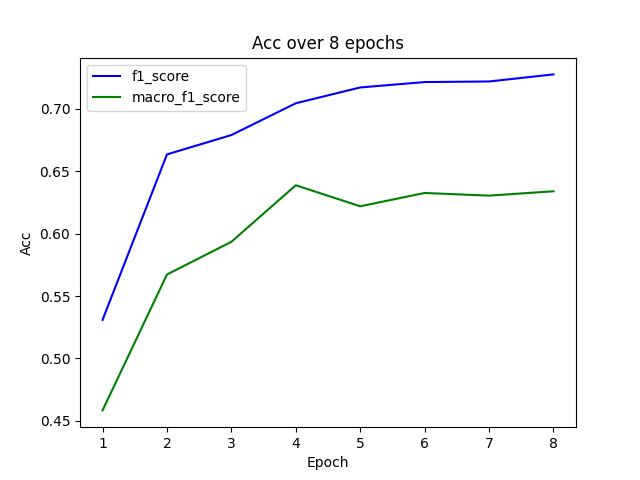 Acc over 8 epochs
f1_score
macro_f1_score
0.70
0.65
0.60
0.55
0.50
0.45
Acc
1 2 3 4 5 6 7 8
Epoch